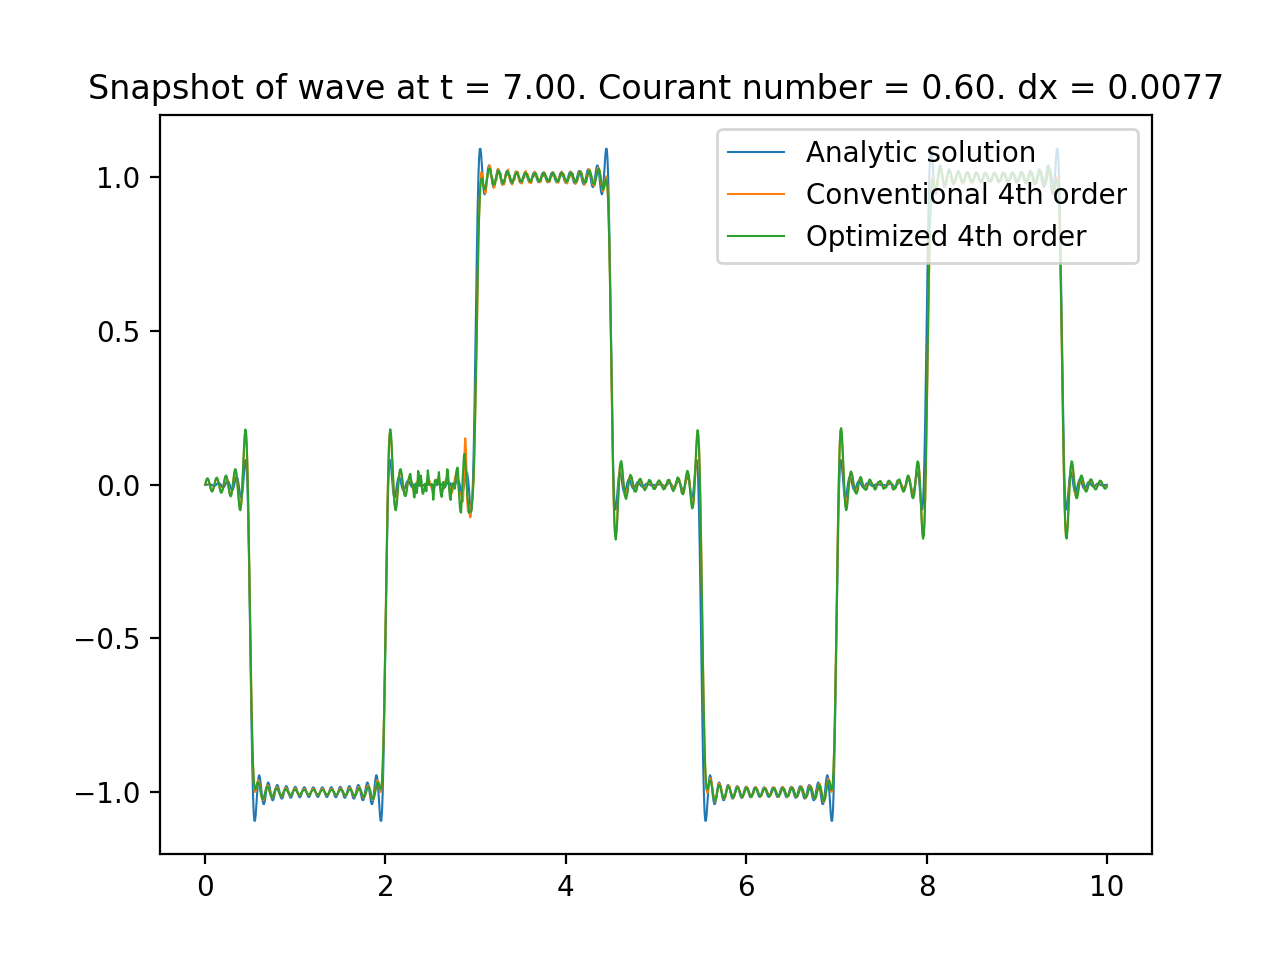 Snapshot of wave at t = 7.00. Courant number = 0.60. dx = 0.0077
Analytic solution
Conventional 4th order
Optimized 4th order
1.0
0.5
0.0
−0.5
−1.0
0 2 4 6 8 10